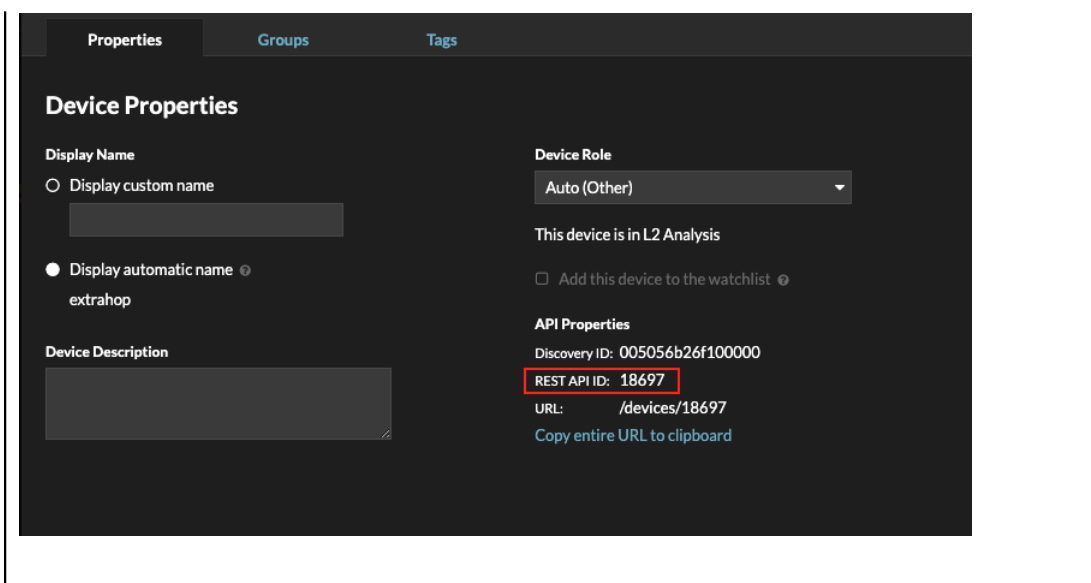 Properties Groups Tags
Device Properties
Display Name
Display custom name
Display automatic name
extrahop
Device Description
Device Role
Auto (Other)
This device is in L2 Analysis
Add this device to the watchlist
API Properties
Discovery ID: 005056b26f100000
REST API ID: 18697
URL: /devices/18697
Copy entire URL to clipboard